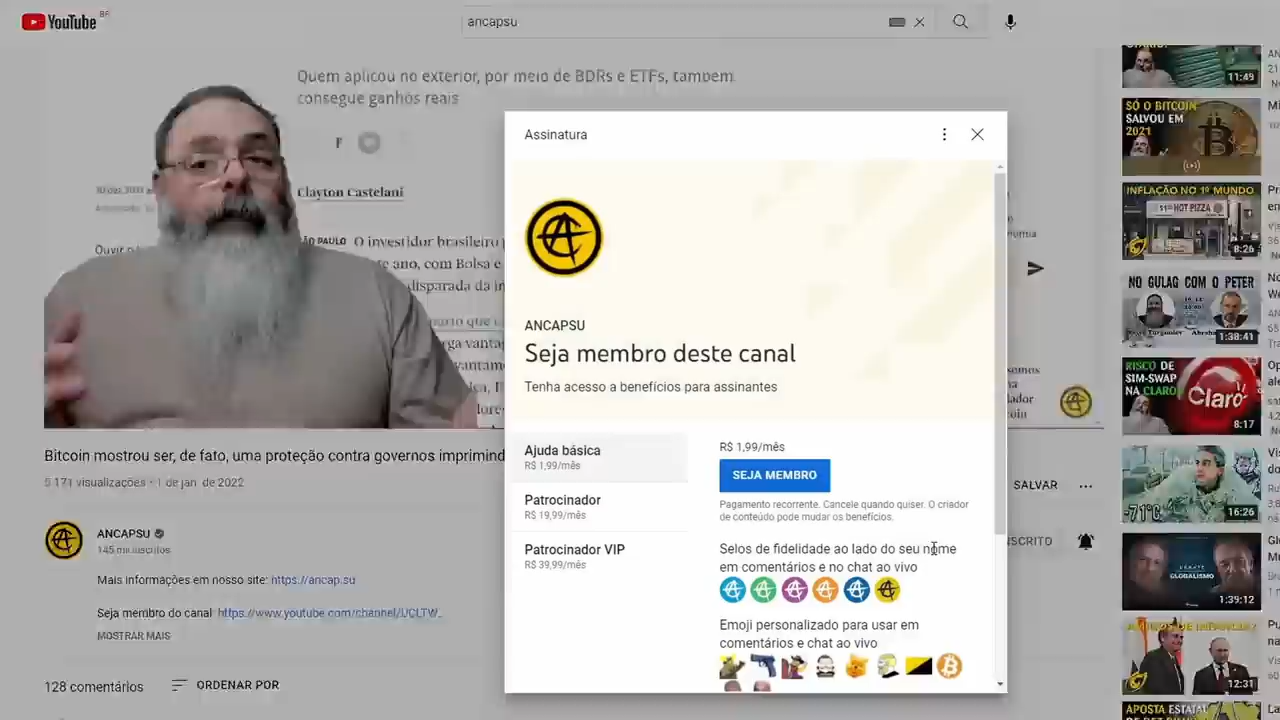 YouTube BR
ancapsu
Quem aplicou no exterior, por meio de BDRs e ETFs, também
consegue ganhos reais
Clayton Castelani
SÃO PAULO O investidor brasileiro
ano, com Bolsa e
disparada da
Bitcoin mostrou ser, de fato, uma proteção contra governos imprimind
5.171 visualizações • 1 de jan. de 2022
SALVAR
ANCAPSU
145 mil inscritos
Mais informações em nosso site: https://ancap.su
Seja membro do canal: https://www.youtube.com/channel/UCLTW...
MOSTRAR MAIS
128 comentários
ORDENAR POR
Assinatura
ANCAPSU
Seja membro deste canal
Tenha acesso a benefícios para assinantes
Ajuda básica
R$ 1,99/mês
Patrocinador
R$ 19,99/mês
Patrocinador VIP
R$ 39,99/mês
R$ 1,99/mês
SEJA MEMBRO
Pagamento recorrente. Cancele quando quiser. O criador
de conteúdo pode mudar os benefícios.
Selos de fidelidade ao lado do seu nome
em comentários e no chat ao vivo
Emoji personalizado para usar em
comentários e chat ao vivo
11:49
SÓ O BITCOIN
SALVOU EM
2021
INFLAÇÃO NO 1º MUNDO
HOT PIZZA
8:26
NO GULAG COM O PETER
1:38:41
RISCO DE
SIM-SWAP
NA CLARO
Claro
8:17
-71°C
16:26
DEBATE
GLOBALISMO
1:39:12
12:31
APOSTA ESTATAL